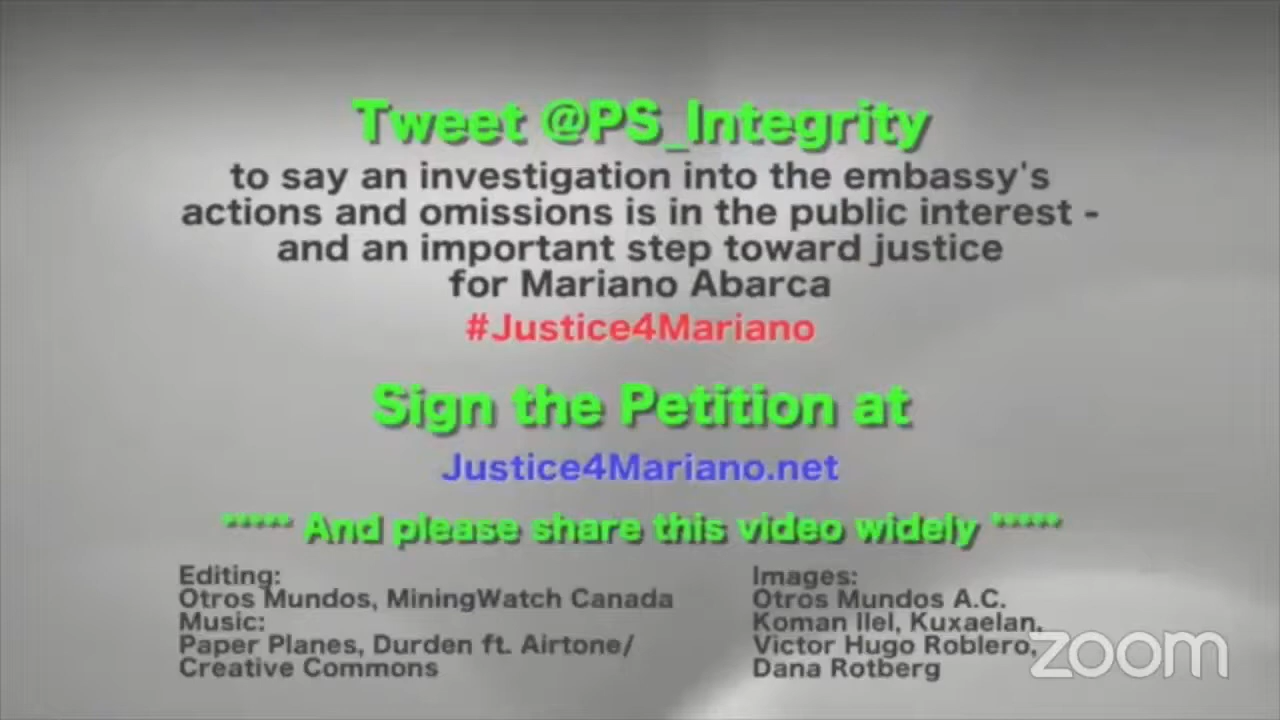 Tweet @PS_Integrity
to say an investigation into the embassy's
actions and omissions is in the public interest -
and an important step toward justice
for Mariano Abarca
#Justice4Mariano
Sign the Petition at
Justice4Mariano.net
***** And please share this video widely *****
Editing:
Otros Mundos, MiningWatch Canada
Music:
Paper Planes, Durden ft. Airtone/
Creative Commons
Images:
Otros Mundos A.C.
Koman Ilel, Kuxaelan,
Victor Hugo Roblero,
Dana Rotberg
zoom